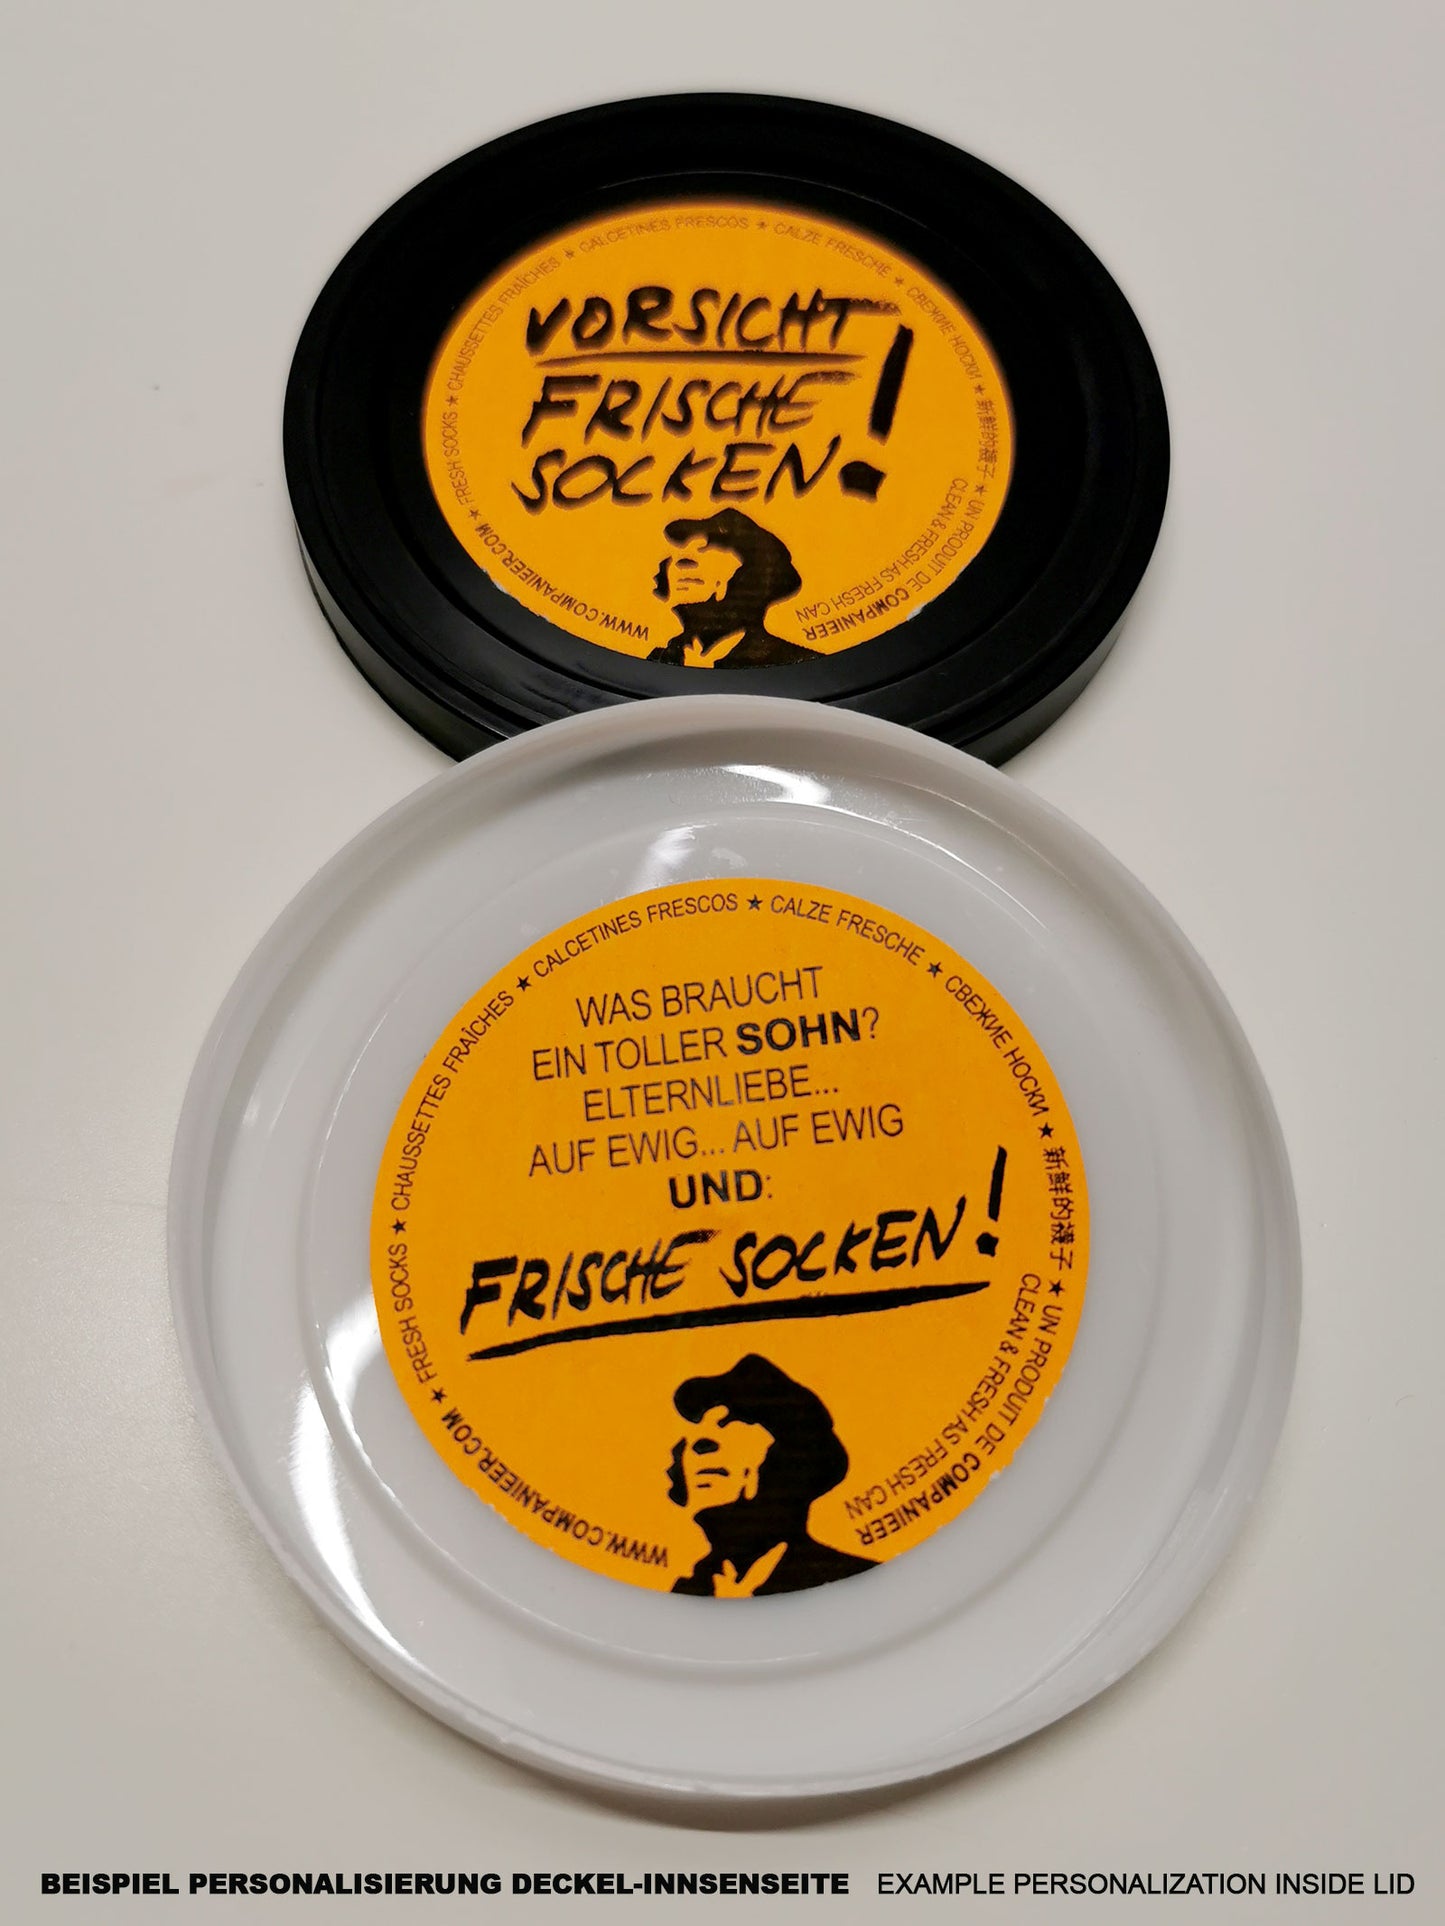 CALCETINES FRESCOS ★ CALZE FRESCHE ★ СВЕЖИЕ НОСКИ ★ 新鮮的襪子 ★ UN PRODUIT DE COMPANIEER
CLEAN & FRESH AS FRESH CAN
WWW.COMPANIEER.COM ★ FRESH SOCKS ★ CHAUSSETTES FRAÎCHES ★
VORSICHT!
FRISCHE
SOCKEN
CALCETINES FRESCOS ★ CALZE FRESCHE ★ СВЕЖИЕ НОСКИ ★ 新鮮的襪子 ★ UN PRODUIT DE COMPANIEER
CLEAN & FRESH AS FRESH CAN
WWW.COMPANIEER.COM ★ FRESH SOCKS ★ CHAUSSETTES FRAÎCHES ★
WAS BRAUCHT
EIN TOLLER SOHN?
ELTERNLIEBE...
AUF EWIG... AUF EWIG
UND:
FRISCHE SOCKEN!
BEISPIEL PERSONALISIERUNG DECKEL-INNSENSEITE EXAMPLE PERSONALIZATION INSIDE LID